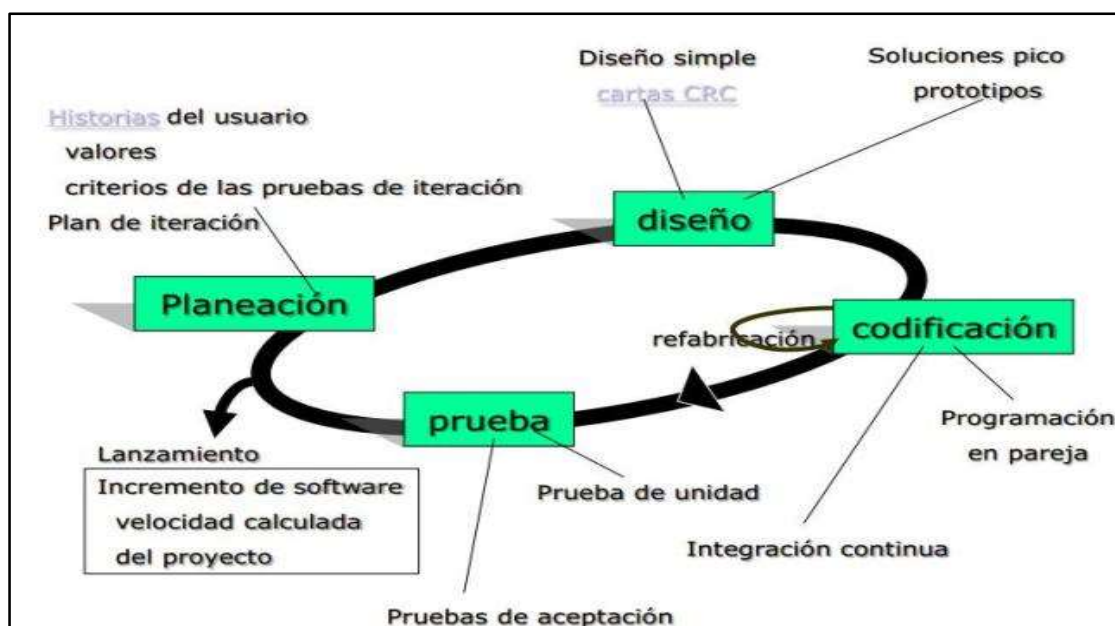 Diseño simple
cartas CRC
Soluciones pico
prototipos
Historias del usuario
valores
criterios de las pruebas de iteración
Plan de iteración
diseño
Planeación
codificación
refabricación
prueba
Programación
en pareja
Lanzamiento
Incremento de software
velocidad calculada
del proyecto
Prueba de unidad
Integración continua
Pruebas de aceptación